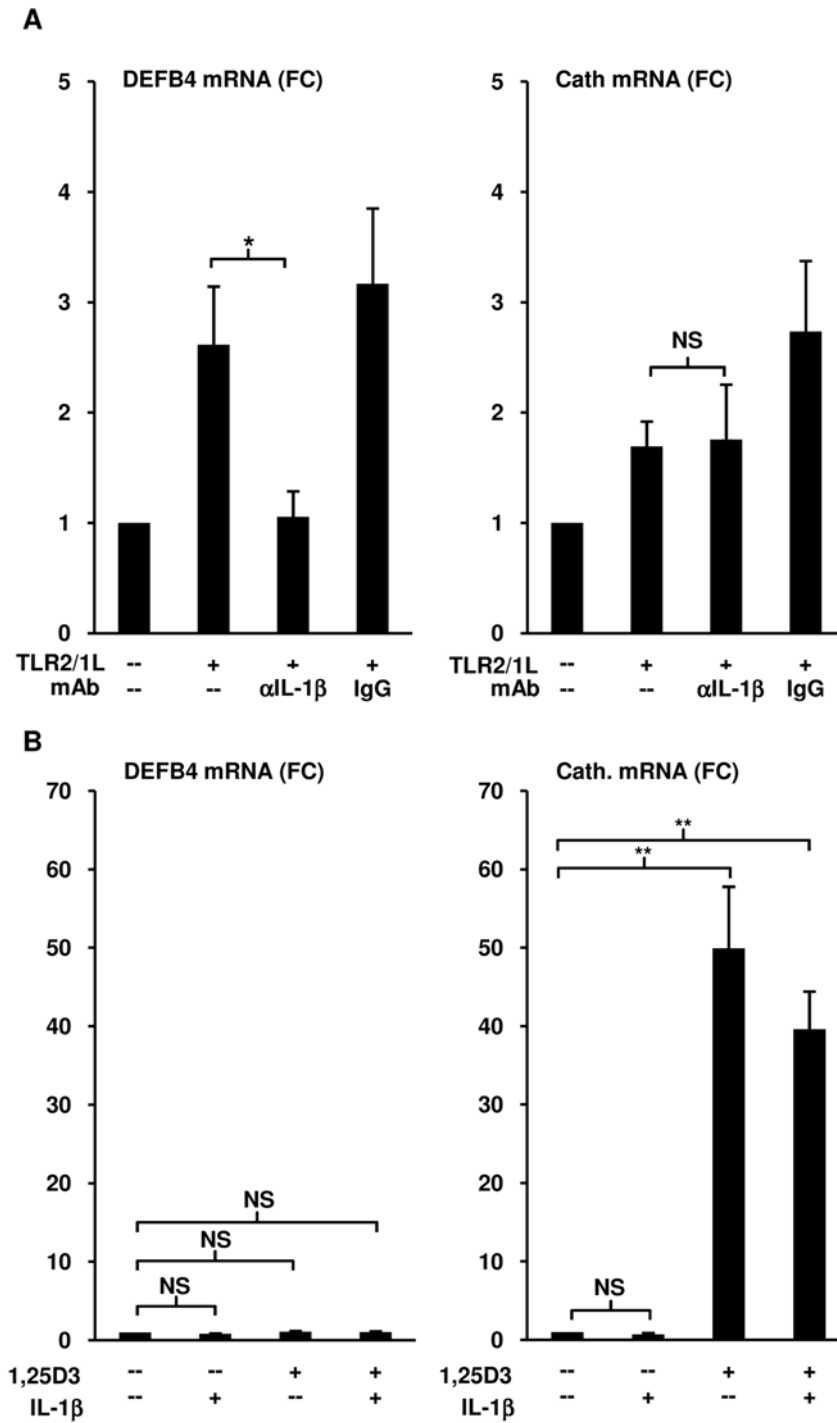 A
DEFB4 mRNA (FC)
5
4
3
2
1
0
*
TLR2/1L -- + + +
mAb -- -- αIL-1β IgG
Cath mRNA (FC)
5
4
3
2
1
0
NS
TLR2/1L -- + + +
mAb -- -- αIL-1β IgG
B
DEFB4 mRNA (FC)
70
60
50
40
30
20
10
0
NS
NS
NS
1,25D3 -- -- + +
IL-1β -- + -- +
Cath. mRNA (FC)
70
60
50
40
30
20
10
0
**
**
NS
1,25D3 -- -- + +
IL-1β -- + -- +